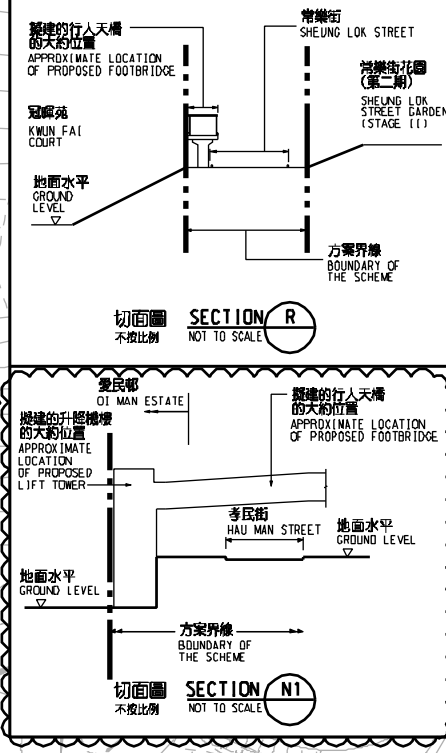 擬建的行人天橋
的大約位置
APPROXIMATE LOCATION
OF PROPOSED FOOTBRIDGE
常樂街
SHEUNG LOK STREET
冠暉苑
KWUN FAI
COURT
常樂街花園
(第二期)
SHEUNG LOK
STREET GARDEN
(STAGE II)
地面水平
GROUND
LEVEL
方案界線
BOUNDARY OF
THE SCHEME
切面圖 SECTION R
不按比例 NOT TO SCALE
愛民邨
OI MAN ESTATE
擬建的升降機樓
的大約位置
APPROXIMATE
LOCATION
OF PROPOSED
LIFT TOWER
擬建的行人天橋
的大約位置
APPROXIMATE LOCATION
OF PROPOSED FOOTBRIDGE
孝民街
HAU MAN STREET
地面水平
GROUND LEVEL
地面水平
GROUND LEVEL
方案界線
BOUNDARY OF
THE SCHEME
切面圖 SECTION N1
不按比例 NOT TO SCALE